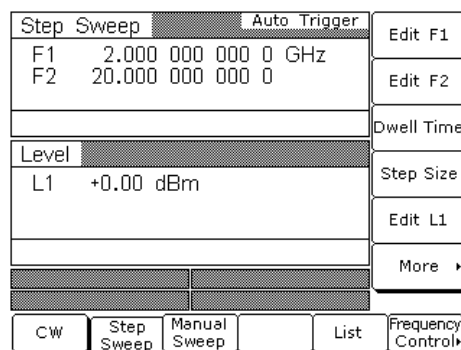 Step Sweep Auto Trigger
F1 2.000 000 000 0 GHz
F2 20.000 000 000 0
Level
L1 +0.00 dBm
Edit F1
Edit F2
Dwell Time
Step Size
Edit L1
More
CW
Step
Sweep
Manual
Sweep
List
Frequency
Control